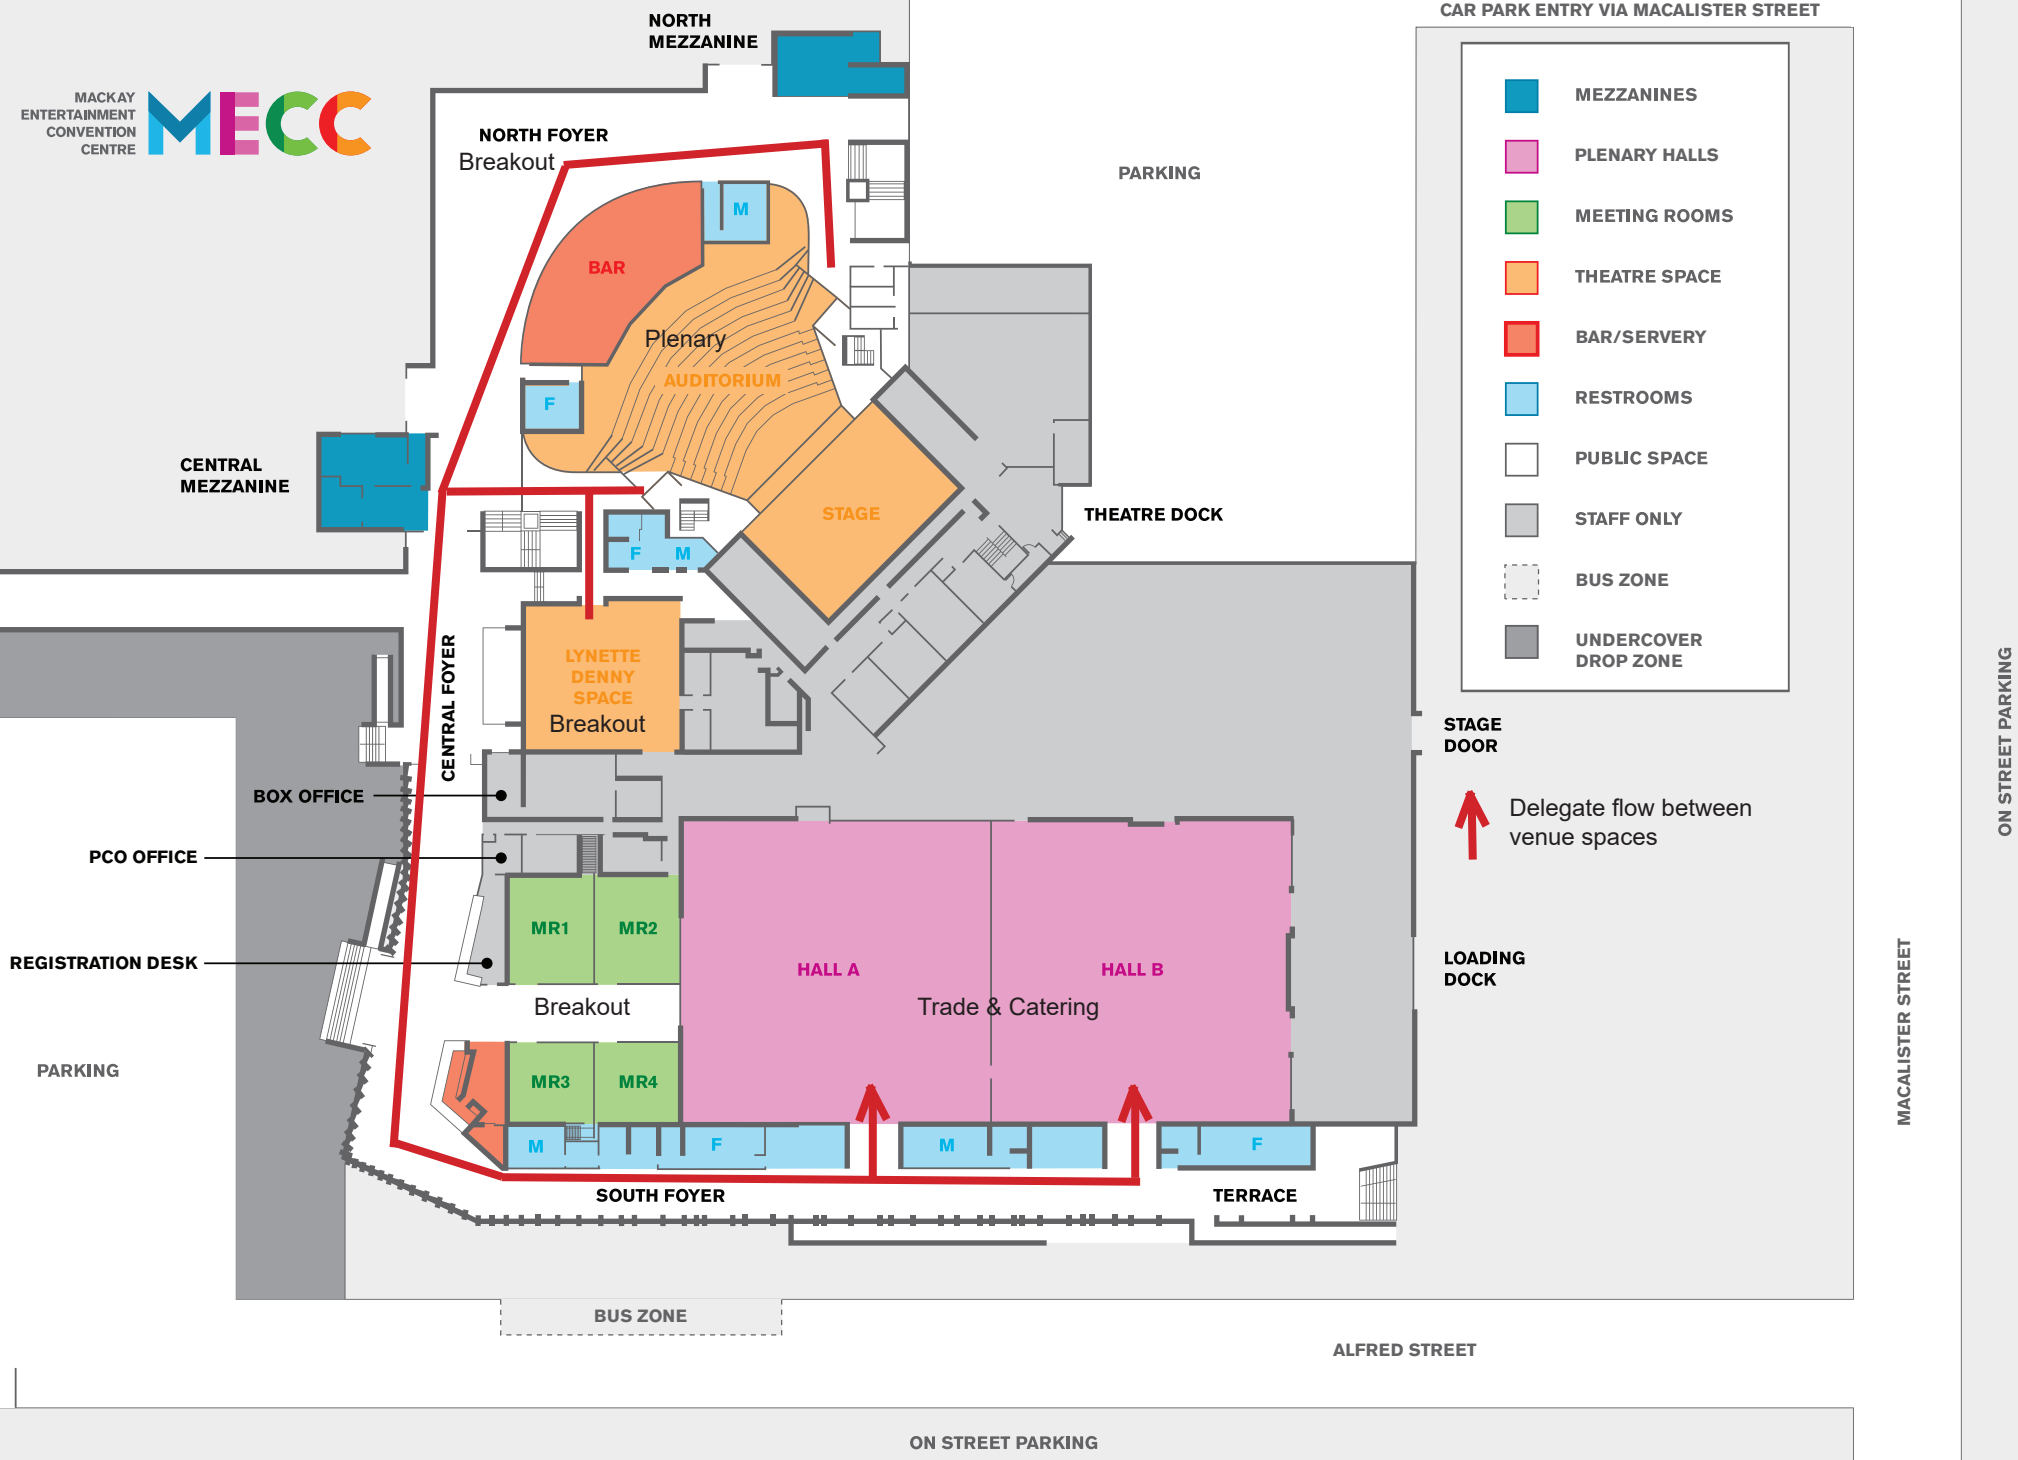 CAR PARK ENTRY VIA MACALISTER STREET
NORTH
MEZZANINE
MACKAY
ENTERTAINMENT
CONVENTION
CENTRE
MECC
NORTH FOYER
Breakout
PARKING
M
BAR
Plenary
AUDITORIUM
F
CENTRAL
MEZZANINE
STAGE
THEATRE DOCK
F
M
CENTRAL FOYER
LYNETTE
DENNY
SPACE
Breakout
BOX OFFICE
PCO OFFICE
REGISTRATION DESK
MR1
MR2
Breakout
MR3
MR4
HALL A
HALL B
Trade & Catering
PARKING
M
F
M
F
SOUTH FOYER
TERRACE
MEZZANINES
PLENARY HALLS
MEETING ROOMS
THEATRE SPACE
BAR/SERVERY
RESTROOMS
PUBLIC SPACE
STAFF ONLY
BUS ZONE
UNDERCOVER
DROP ZONE
STAGE
DOOR
Delegate flow between
venue spaces
LOADING
DOCK
ON STREET PARKING
MACALISTER STREET
BUS ZONE
ALFRED STREET
ON STREET PARKING